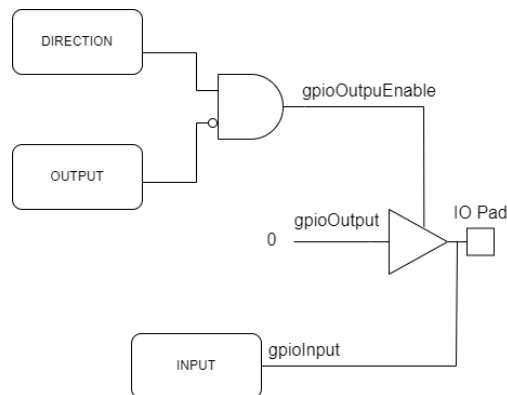 DIRECTION
gpioOutpuEnable
OUTPUT
IO Pad
gpioOutput
0
gpioInput
INPUT